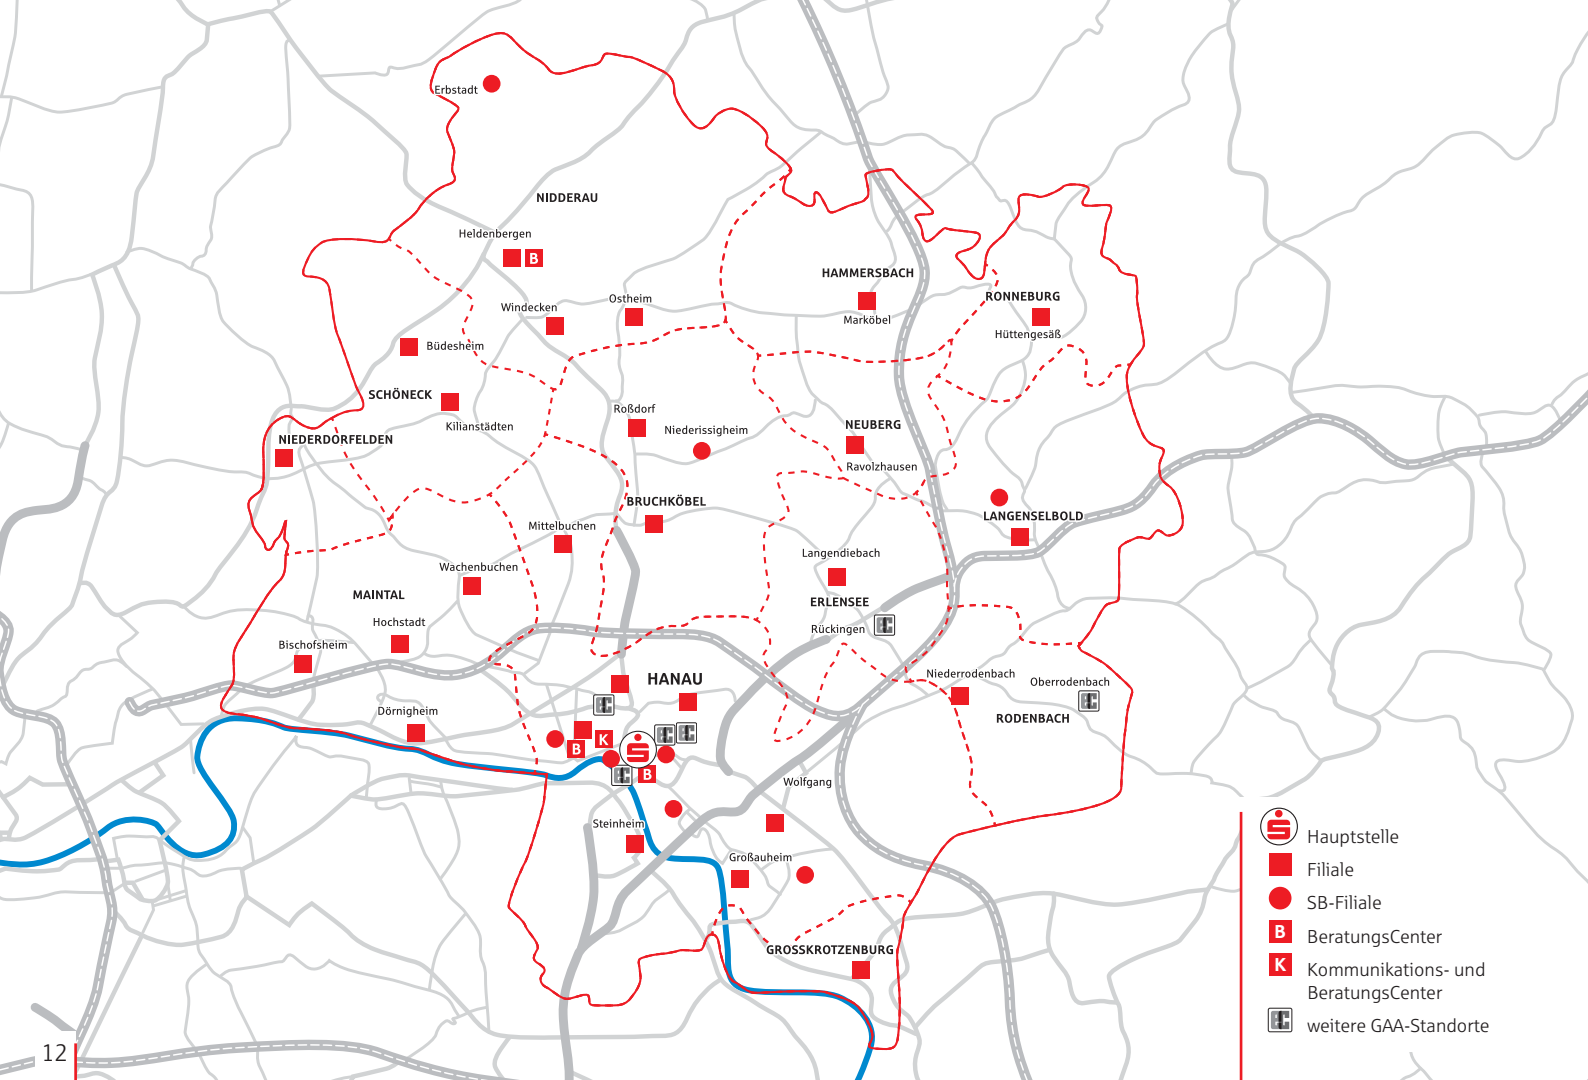 Erbstadt
NIDDERAU
Heldenbergen
B
HAMMERSBACH
RONNEBURG
Windecken
Ostheim
Marköbel
Hüttengesäß
Büdesheim
SCHÖNECK
Kilianstädten
Roßdorf
Niederissigheim
NEUBERG
NIEDERDORFELDEN
Ravolzhausen
BRUCHKÖBEL
LANGENSELBOLD
Mittelbuchen
Langendiebach
Wachenbuchen
MAINTAL
ERLENSEE
Hochstadt
Rückingen
Bischofsheim
HANAU
Niederrodenbach
Oberrodenbach
Dörnigheim
RODENBACH
B
K
B
Wolfgang
Steinheim
Großauheim
GROSSKROTZENBURG
Hauptstelle
Filiale
SB-Filiale
B
BeratungsCenter
K
Kommunikations- und
BeratungsCenter
weitere GAA-Standorte
12